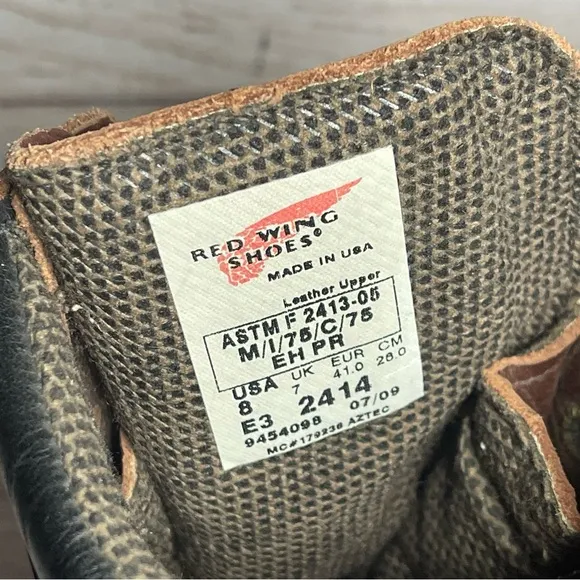 RED WING
SHOES®
MADE IN USA
Leather Upper
ASTM F 2413-05
M/I/75/C/75
EH PR
USA UK EUR CM
8 7 41.0 26.0
E3 2414
9454098 07/09
MC#179236 AZTEC